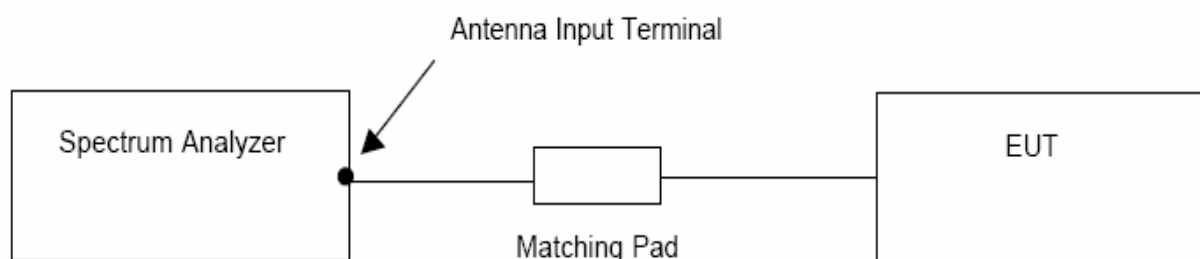 Antenna Input Terminal
Spectrum Analyzer
EUT
Matching Pad